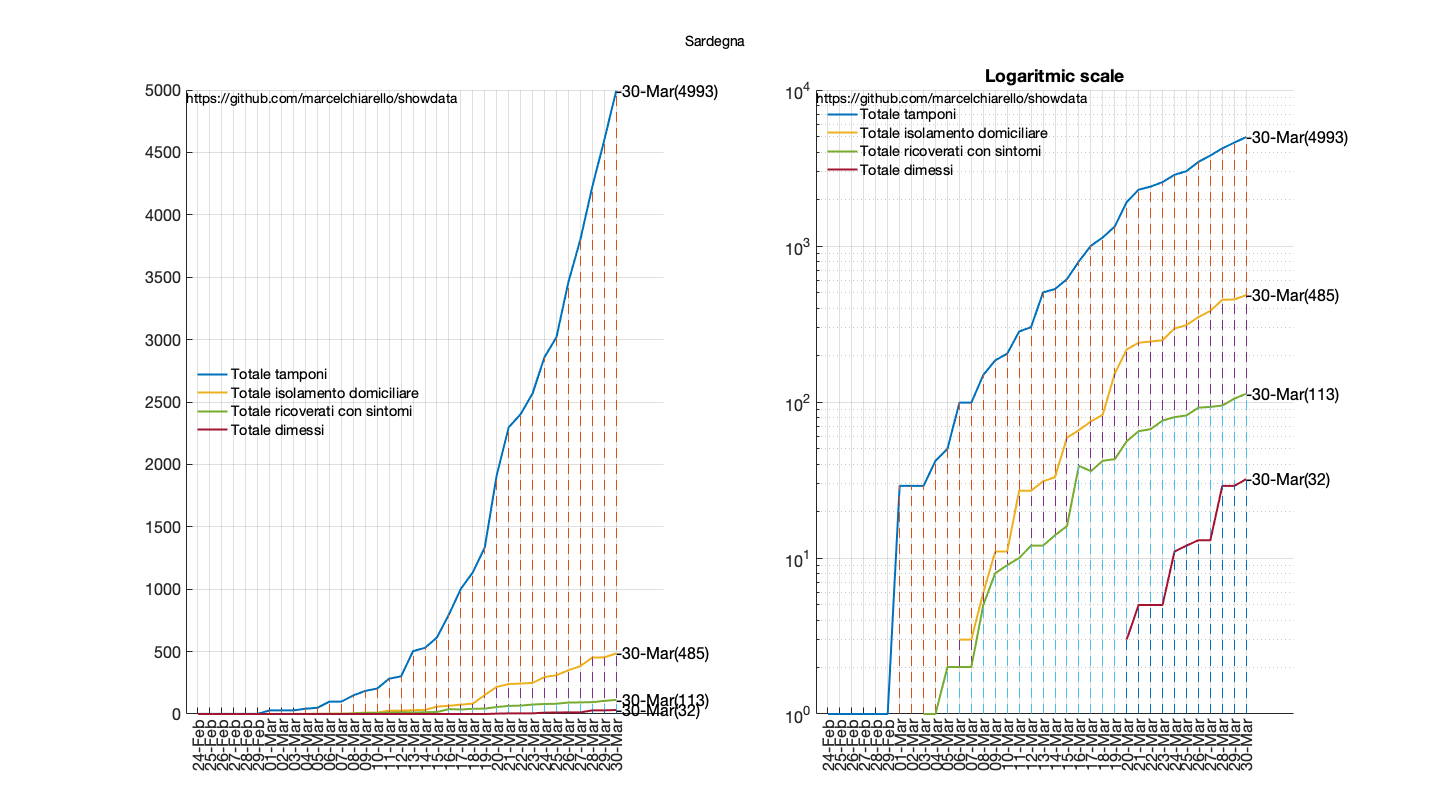 Sardegna
5000
4500
4000
3500
3000
2500
2000
1500
1000
500
0
https://github.com/marcelchiarello/showdata
Totale tamponi
Totale isolamento domiciliare
Totale ricoverati con sintomi
Totale dimessi
-30-Mar(4993)
-30-Mar(485)
-30-Mar(113)
-30-Mar(32)
24-Feb
25-Feb
26-Feb
27-Feb
28-Feb
29-Feb
01-Mar
02-Mar
03-Mar
04-Mar
05-Mar
06-Mar
07-Mar
08-Mar
09-Mar
10-Mar
11-Mar
12-Mar
13-Mar
14-Mar
15-Mar
16-Mar
17-Mar
18-Mar
19-Mar
20-Mar
21-Mar
22-Mar
23-Mar
24-Mar
25-Mar
26-Mar
27-Mar
28-Mar
29-Mar
30-Mar
Logaritmic scale
10^4
10^3
10^2
10^1
10^0
https://github.com/marcelchiarello/showdata
Totale tamponi
Totale isolamento domiciliare
Totale ricoverati con sintomi
Totale dimessi
-30-Mar(4993)
-30-Mar(485)
-30-Mar(113)
-30-Mar(32)
24-Feb
25-Feb
26-Feb
27-Feb
28-Feb
29-Feb
01-Mar
02-Mar
03-Mar
04-Mar
05-Mar
06-Mar
07-Mar
08-Mar
09-Mar
10-Mar
11-Mar
12-Mar
13-Mar
14-Mar
15-Mar
16-Mar
17-Mar
18-Mar
19-Mar
20-Mar
21-Mar
22-Mar
23-Mar
24-Mar
25-Mar
26-Mar
27-Mar
28-Mar
29-Mar
30-Mar